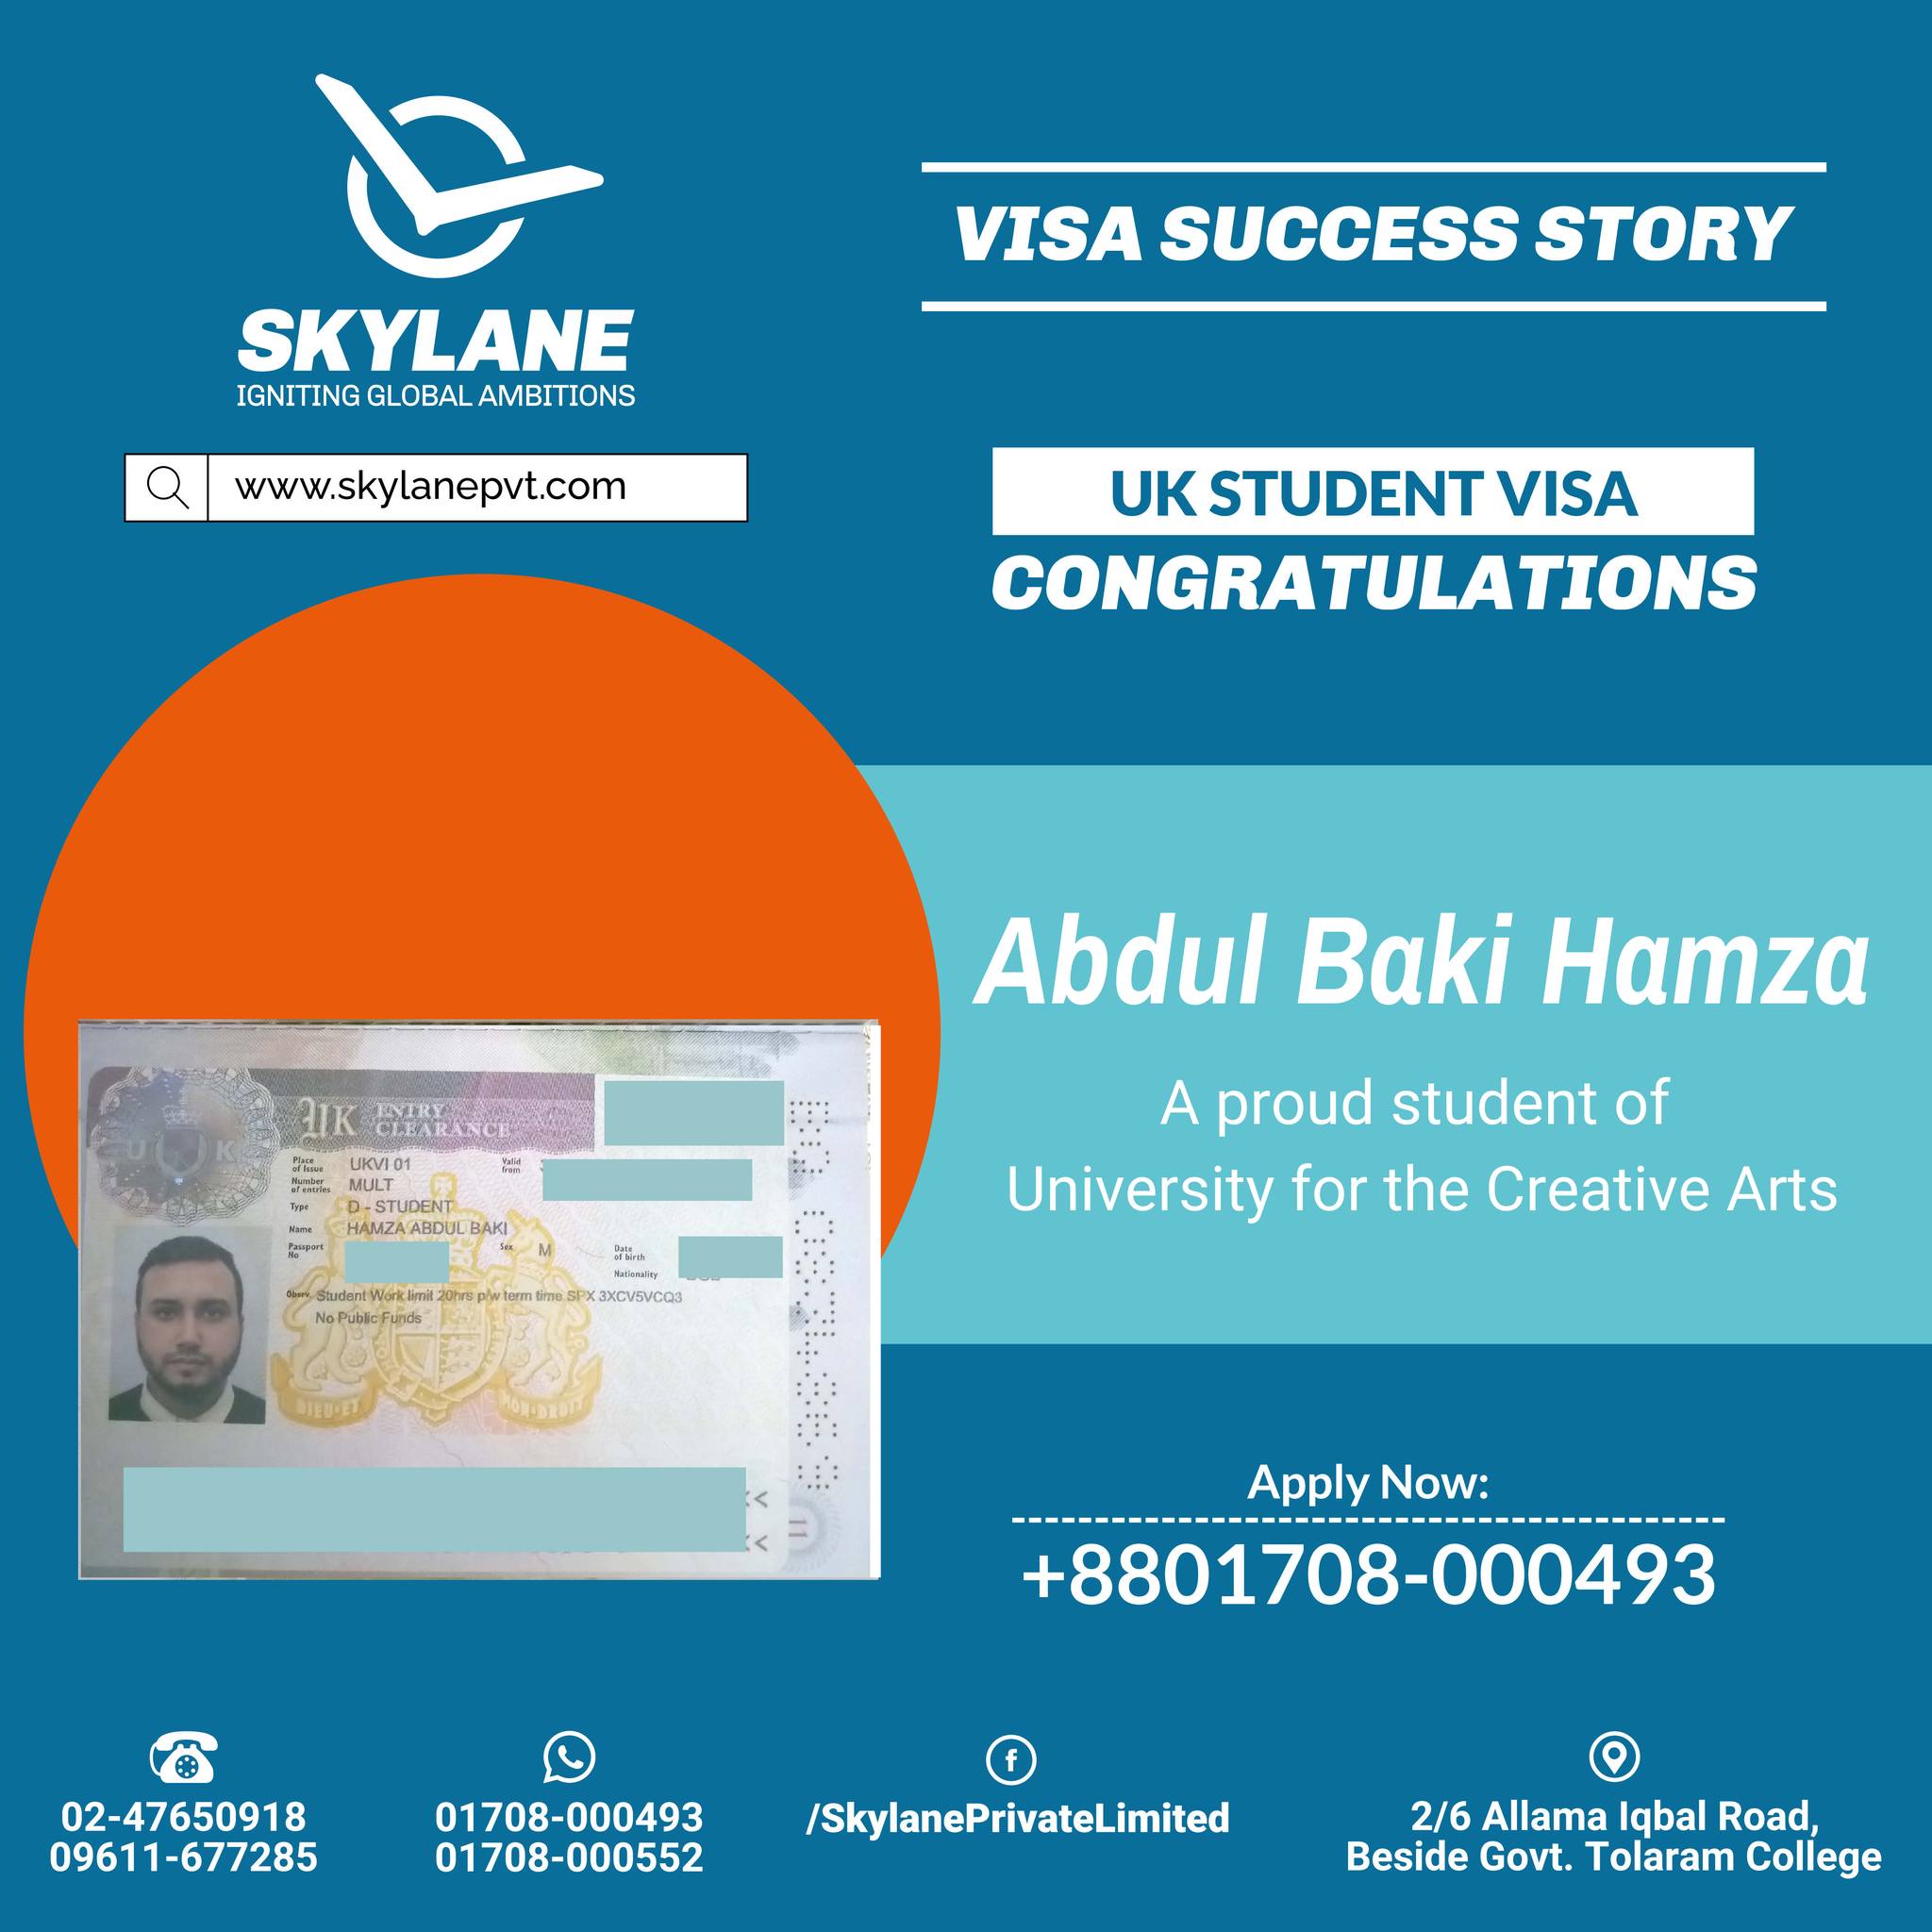 SKYLANE
IGNITING GLOBAL AMBITIONS
www.skylanepvt.com
VISA SUCCESS STORY
UK STUDENT VISA
CONGRATULATIONS
Abdul Baki Hamza
A proud student of
University for the Creative Arts
UK ENTRY CLEARANCE
U K
Place of Issue UKVI 01 Valid from
Number of entries MULT
Type D - STUDENT
Name HAMZA ABDUL BAKI
Passport No Sex M Date of birth
Nationality
Observ. Student Work limit 20hrs p/w term time SPX 3XCV5VCQ3
No Public Funds
DIEU·ET MON·DROIT
<<
<<
Apply Now:
+8801708-000493
02-47650918
09611-677285
01708-000493
01708-000552
/SkylanePrivateLimited
2/6 Allama Iqbal Road,
Beside Govt. Tolaram College